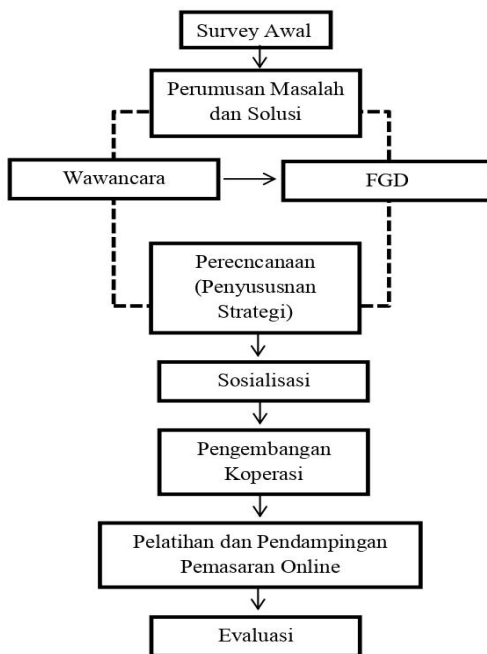 Survey Awal
Perumusan Masalah
dan Solusi
Wawancara
FGD
Perecncanaan
(Penyususnan
Strategi)
Sosialisasi
Pengembangan
Koperasi
Pelatihan dan Pendampingan
Pemasaran Online
Evaluasi